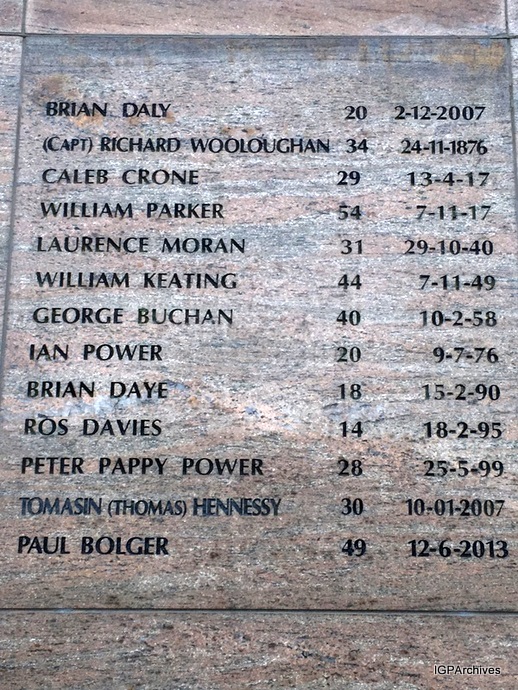 BRIAN DALY 20 2-12-2007
(CAPT) RICHARD WOOLOUGHAN 34 24-11-1876
CALEB CRONE 29 13-4-17
WILLIAM PARKER 54 7-11-17
LAURENCE MORAN 31 29-10-40
WILLIAM KEATING 44 7-11-49
GEORGE BUCHAN 40 10-2-58
IAN POWER 20 9-7-76
BRIAN DAYE 18 15-2-90
ROS DAVIES 14 18-2-95
PETER PAPPY POWER 28 25-5-99
TOMASIN (THOMAS) HENNESSY 30 10-01-2007
PAUL BOLGER 49 12-6-2013
IGPArchives